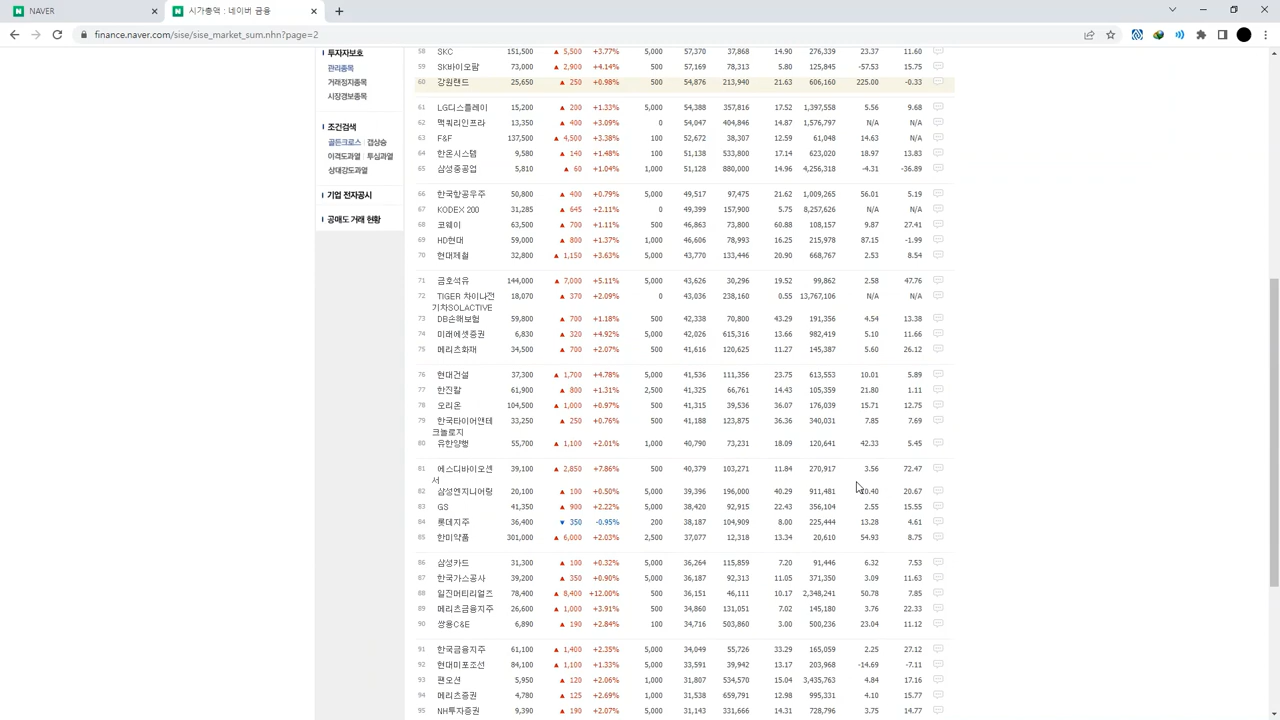 NAVER
시가총액 : 네이버 금융
finance.naver.com/sise/sise_market_sum.nhn?page=2
투자자보호
관리종목
거래정지종목
시장경보종목
조건검색
골든크로스 갭상승
이격도과열 투심과열
상대강도과열
기업 전자공시
공매도 거래 현황
58 SKC 151,500 ▲ 5,500 +3.77% 5,000 57,370 37,868 14.90 276,339 23.37 11.60
59 SK바이오팜 73,000 ▲ 2,900 +4.14% 500 57,169 78,313 5.80 125,845 -57.53 15.75
60 강원랜드 25,650 ▲ 250 +0.98% 500 54,876 213,940 21.63 606,160 225.00 -0.33
61 LG디스플레이 15,200 ▲ 200 +1.33% 5,000 54,388 357,816 17.52 1,397,558 5.56 9.68
62 맥쿼리인프라 13,350 ▲ 400 +3.09% 0 54,047 404,846 14.87 1,576,797 N/A N/A
63 F&F 137,500 ▲ 4,500 +3.38% 100 52,672 38,307 12.59 61,048 14.63 N/A
64 한온시스템 9,580 ▲ 140 +1.48% 100 51,138 533,800 17.14 623,020 18.97 13.83
65 삼성중공업 5,810 ▲ 60 +1.04% 1,000 51,128 880,000 14.96 4,256,318 -4.31 -36.89
66 한국항공우주 50,800 ▲ 400 +0.79% 5,000 49,517 97,475 21.62 1,009,265 56.01 5.19
67 KODEX 200 31,285 ▲ 645 +2.11% 0 49,399 157,900 5.75 8,257,626 N/A N/A
68 코웨이 63,500 ▲ 700 +1.11% 500 46,863 73,800 60.88 108,157 9.87 27.41
69 HD현대 59,000 ▲ 800 +1.37% 1,000 46,606 78,993 16.25 215,978 87.15 -1.99
70 현대제철 32,800 ▲ 1,150 +3.63% 5,000 43,770 133,446 20.90 668,767 2.53 8.54
71 금호석유 144,000 ▲ 7,000 +5.11% 5,000 43,626 30,296 19.52 99,862 2.58 47.76
72 TIGER 차이나전 18,070 ▲ 370 +2.09% 0 43,036 238,160 0.55 13,767,106 N/A N/A
기차SOLACTIVE
73 DB손해보험 59,800 ▲ 700 +1.18% 500 42,338 70,800 43.29 191,356 4.54 13.38
74 미래에셋증권 6,830 ▲ 320 +4.92% 5,000 42,026 615,316 13.66 982,419 5.10 11.66
75 메리츠화재 34,500 ▲ 700 +2.07% 500 41,616 120,625 11.27 145,387 5.60 26.12
76 현대건설 37,300 ▲ 1,700 +4.78% 5,000 41,536 111,356 23.75 613,553 10.01 5.89
77 한진칼 61,900 ▲ 800 +1.31% 2,500 41,325 66,761 14.43 105,359 21.80 1.11
78 오리온 104,500 ▲ 1,000 +0.97% 500 41,315 39,536 36.07 176,039 15.71 12.75
79 한국타이어앤테 33,250 ▲ 250 +0.76% 500 41,188 123,875 36.36 340,031 7.85 7.69
크놀로지
80 유한양행 55,700 ▲ 1,100 +2.01% 1,000 40,790 73,231 18.09 120,641 42.33 5.45
81 에스디바이오센 39,100 ▲ 2,850 +7.86% 500 40,379 103,271 11.84 270,917 3.56 72.47
서
82 삼성엔지니어링 20,100 ▲ 100 +0.50% 5,000 39,396 196,000 40.29 911,481 20.40 20.67
83 GS 41,350 ▲ 900 +2.22% 5,000 38,420 92,915 22.43 356,104 2.55 15.55
84 롯데지주 36,400 ▼ 350 -0.95% 200 38,187 104,909 8.00 225,444 13.28 4.61
85 한미약품 301,000 ▲ 6,000 +2.03% 2,500 37,077 12,318 13.34 20,610 54.93 8.75
86 삼성카드 31,300 ▲ 100 +0.32% 5,000 36,264 115,859 7.20 91,446 6.32 7.53
87 한국가스공사 39,200 ▲ 350 +0.90% 5,000 36,187 92,313 11.05 371,350 3.09 11.63
88 일진머티리얼즈 78,400 ▲ 8,400 +12.00% 500 36,151 46,111 10.17 2,348,241 50.78 7.85
89 메리츠금융지주 26,600 ▲ 1,000 +3.91% 500 34,860 131,051 7.02 145,180 3.76 22.33
90 쌍용C&E 6,890 ▲ 190 +2.84% 100 34,716 503,860 3.00 500,236 23.04 11.12
91 한국금융지주 61,100 ▲ 1,400 +2.35% 5,000 34,049 55,726 33.29 165,059 2.25 27.12
92 현대미포조선 84,100 ▲ 1,100 +1.33% 5,000 33,591 39,942 13.17 203,968 -14.69 -7.11
93 팬오션 5,950 ▲ 120 +2.06% 1,000 31,807 534,570 15.04 3,435,763 4.84 17.16
94 메리츠증권 4,780 ▲ 125 +2.69% 1,000 31,538 659,791 12.98 995,331 4.10 15.77
95 NH투자증권 9,390 ▲ 190 +2.07% 5,000 31,143 331,666 14.31 728,796 3.75 14.77